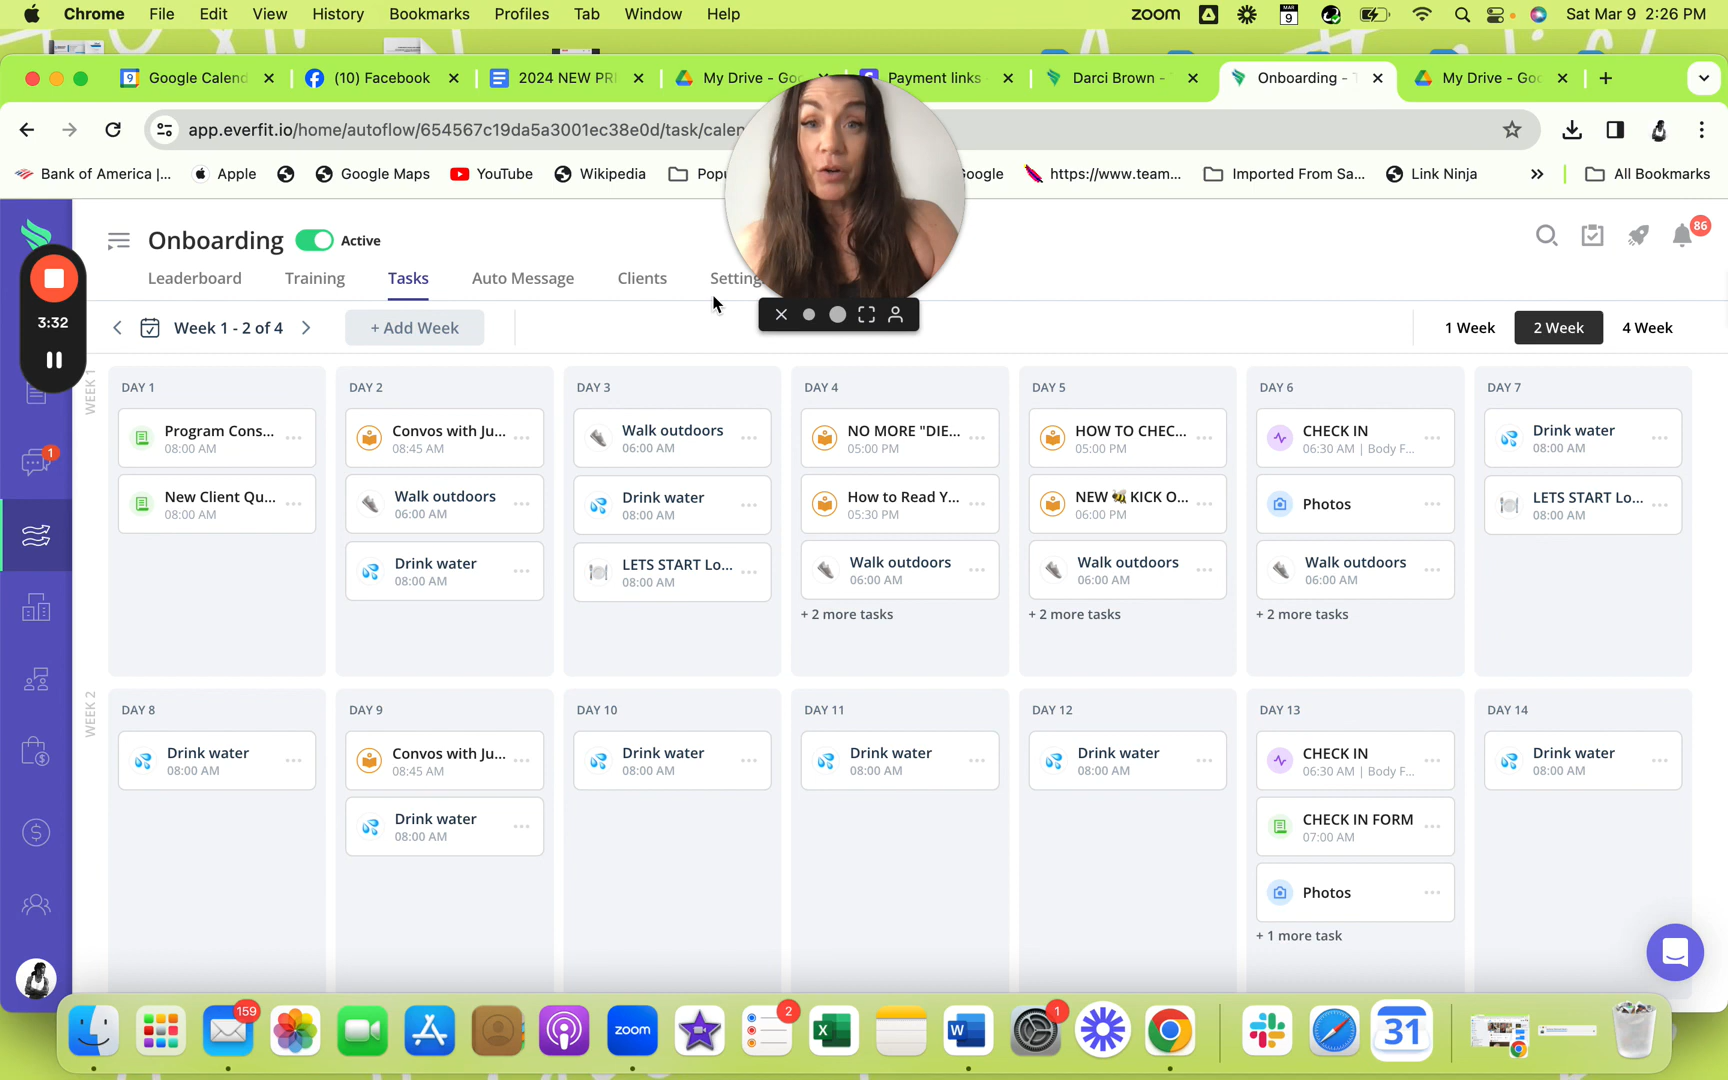 Chrome File Edit View History Bookmarks Profiles Tab Window Help
zoom MAR 9 Sat Mar 9 2:26 PM
9 Google Calend (10) Facebook 2024 NEW PRI My Drive - Goo Payment links Darci Brown - Onboarding - T My Drive - Goo
app.everfit.io/home/autoflow/654567c19da5a3001ec38e0d/task/calen
Bank of America |... Apple Google Maps YouTube Wikipedia Popu Google https://www.team... Imported From Sa... Link Ninja All Bookmarks
Onboarding Active
86
Leaderboard Training Tasks Auto Message Clients Setting
3:32
Week 1 - 2 of 4 + Add Week 1 Week 2 Week 4 Week
WEEK 1
DAY 1 DAY 2 DAY 3 DAY 4 DAY 5 DAY 6 DAY 7
Program Cons... Convos with Ju... Walk outdoors NO MORE "DIE... HOW TO CHEC... CHECK IN Drink water
08:00 AM 08:45 AM 06:00 AM 05:00 PM 05:00 PM 06:30 AM | Body F... 08:00 AM
1
New Client Qu... Walk outdoors Drink water How to Read Y... NEW 🐝 KICK O... Photos LETS START Lo...
08:00 AM 06:00 AM 08:00 AM 05:30 PM 06:00 PM 08:00 AM
Drink water LETS START Lo... Walk outdoors Walk outdoors Walk outdoors
08:00 AM 08:00 AM 06:00 AM 06:00 AM 06:00 AM
+ 2 more tasks + 2 more tasks + 2 more tasks
WEEK 2
DAY 8 DAY 9 DAY 10 DAY 11 DAY 12 DAY 13 DAY 14
Drink water Convos with Ju... Drink water Drink water Drink water CHECK IN Drink water
08:00 AM 08:45 AM 08:00 AM 08:00 AM 08:00 AM 06:30 AM | Body F... 08:00 AM
Drink water CHECK IN FORM
08:00 AM 07:00 AM
Photos
+ 1 more task
159 zoom 2 X W 1 31